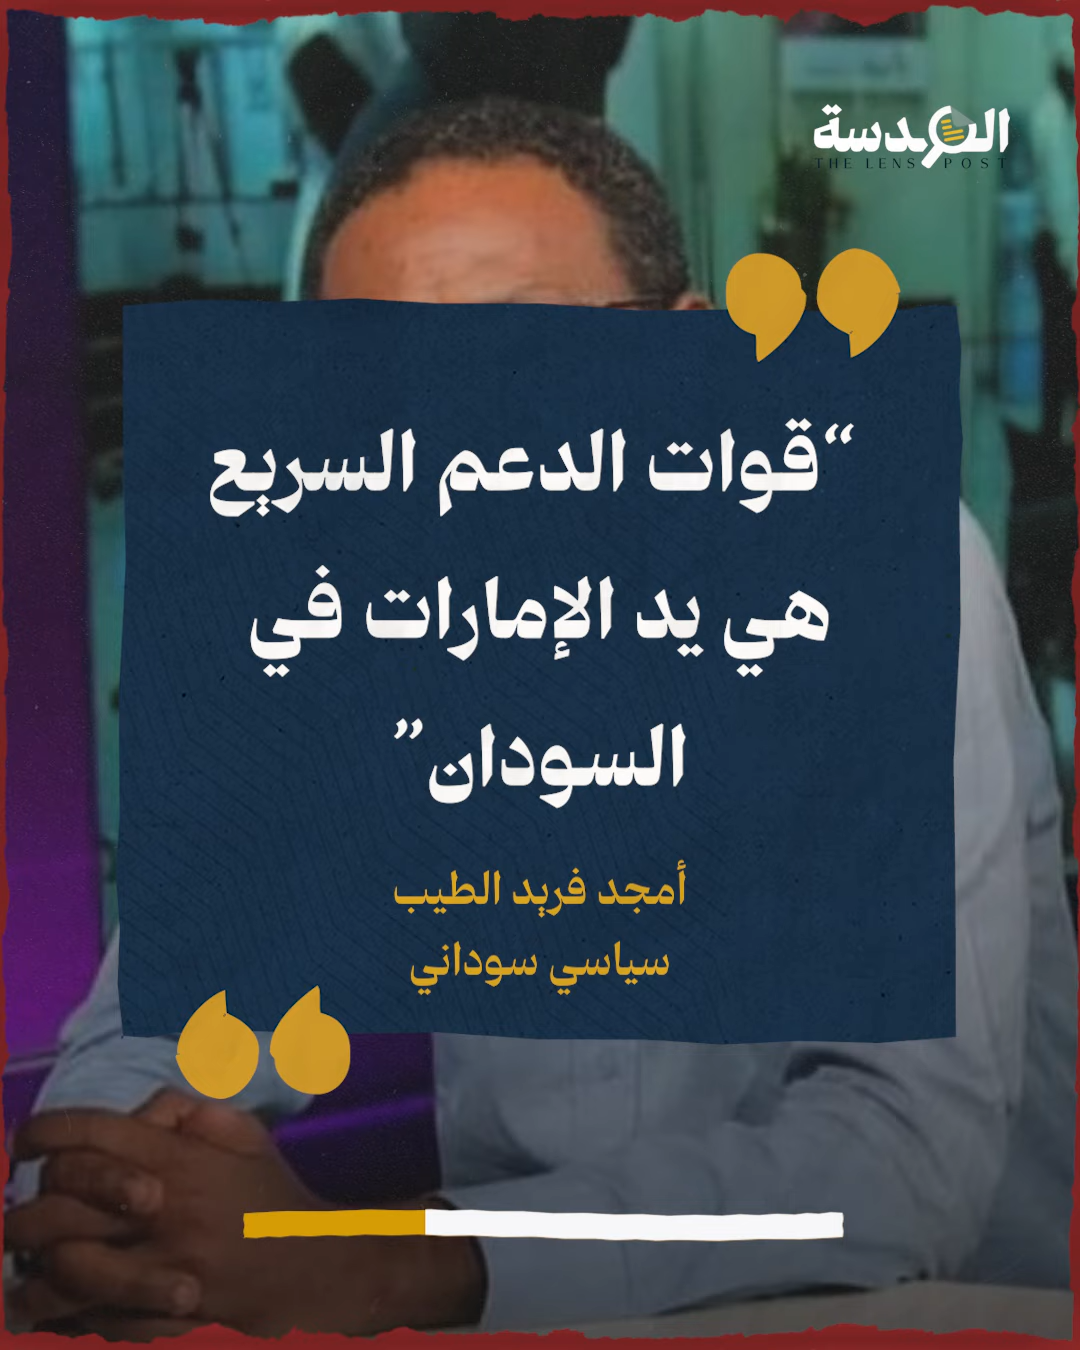 العدسة
THE LENS POST
“قوات الدعم السريع
هي يد الإمارات في
السودان”
أمجد فريد الطيب
سياسي سوداني